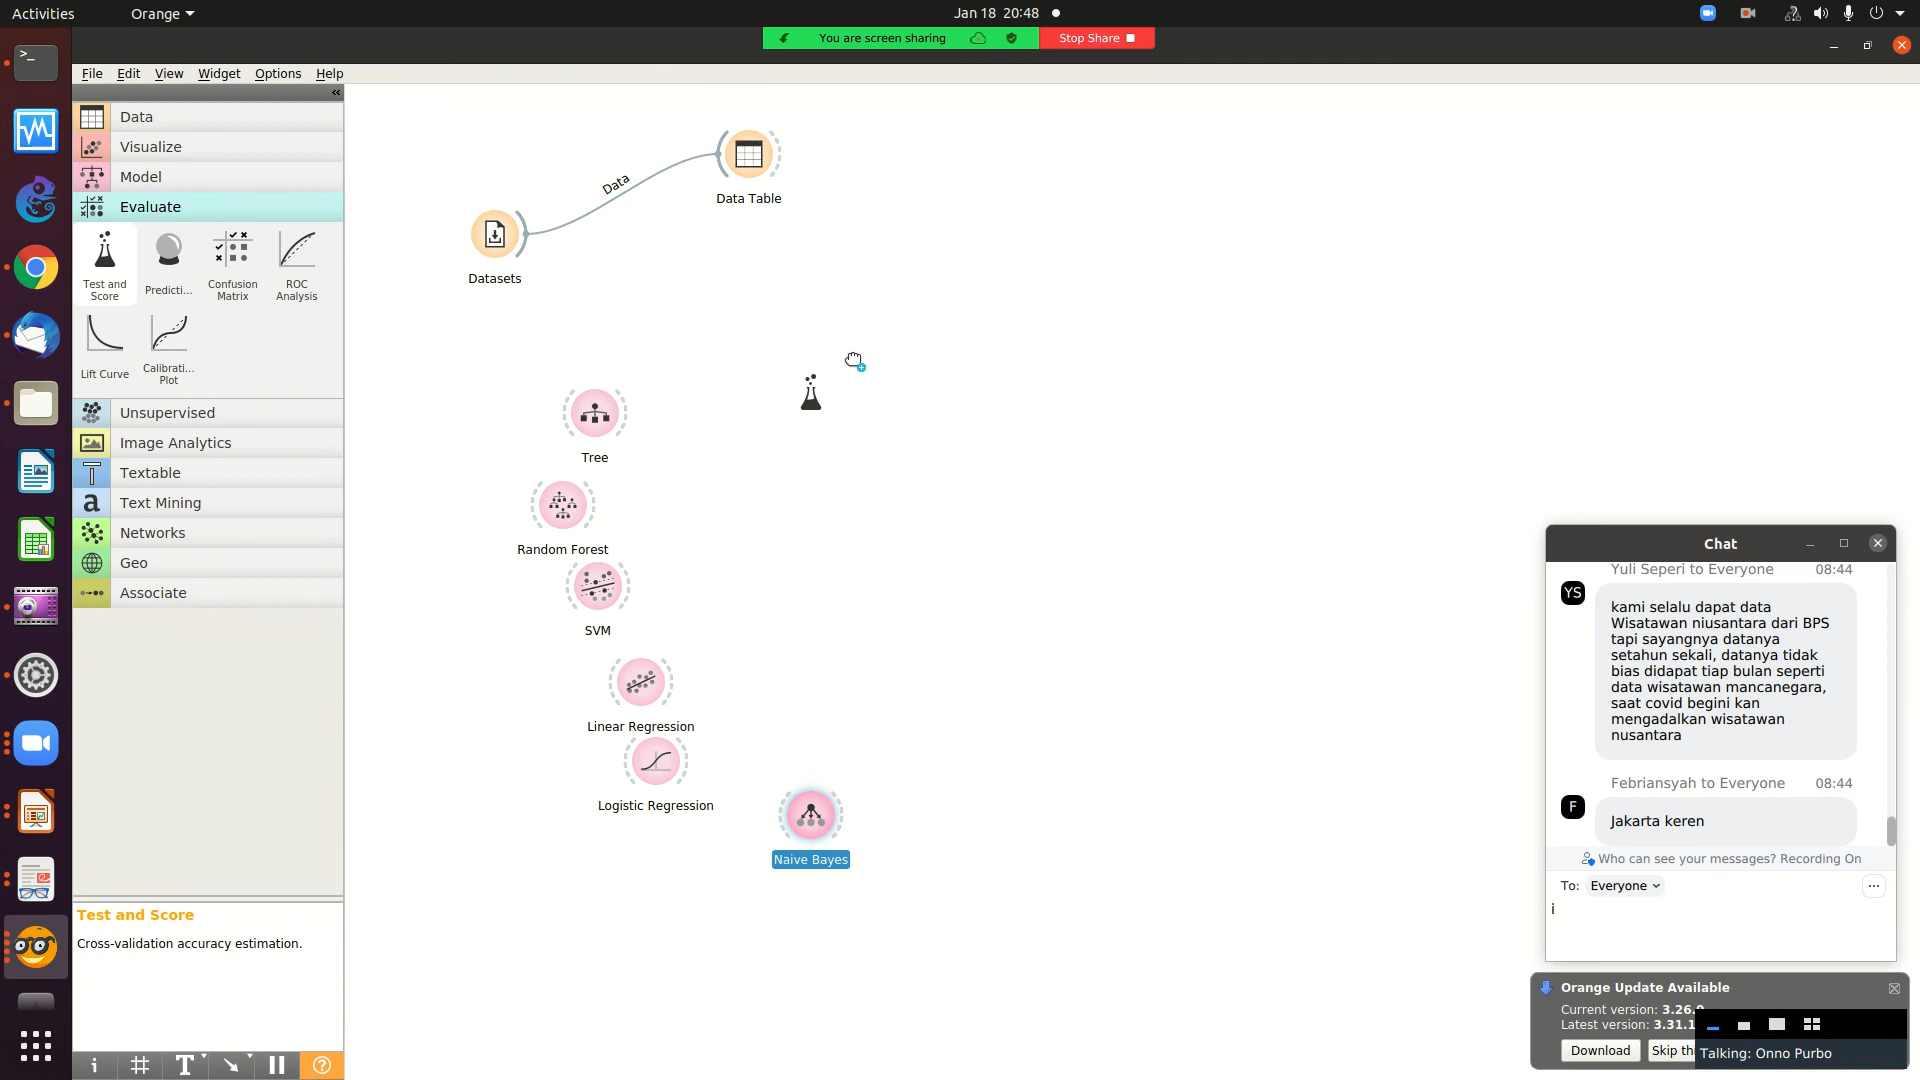 Activities
Orange
Jan 18 20:48
You are screen sharing
Stop Share
File Edit View Widget Options Help
Data
Visualize
Model
Evaluate
Test and Score
Predicti...
Confusion Matrix
ROC Analysis
Lift Curve
Calibrati... Plot
Unsupervised
Image Analytics
Textable
a Text Mining
Networks
Geo
Associate
Data
Data Table
Datasets
Tree
Random Forest
SVM
Linear Regression
Logistic Regression
Naive Bayes
Test and Score
Cross-validation accuracy estimation.
Chat
Yuli Seperi to Everyone 08:44
YS
kami selalu dapat data
Wisatawan niusantara dari BPS
tapi sayangnya datanya
setahun sekali, datanya tidak
bias didapat tiap bulan seperti
data wisatawan mancanegara,
saat covid begini kan
mengadalkan wisatawan
nusantara
Febriansyah to Everyone 08:44
F
Jakarta keren
Who can see your messages? Recording On
To: Everyone
i
Orange Update Available
Current version: 3.26.0
Latest version: 3.31.1
Download
Skip th
Talking: Onno Purbo